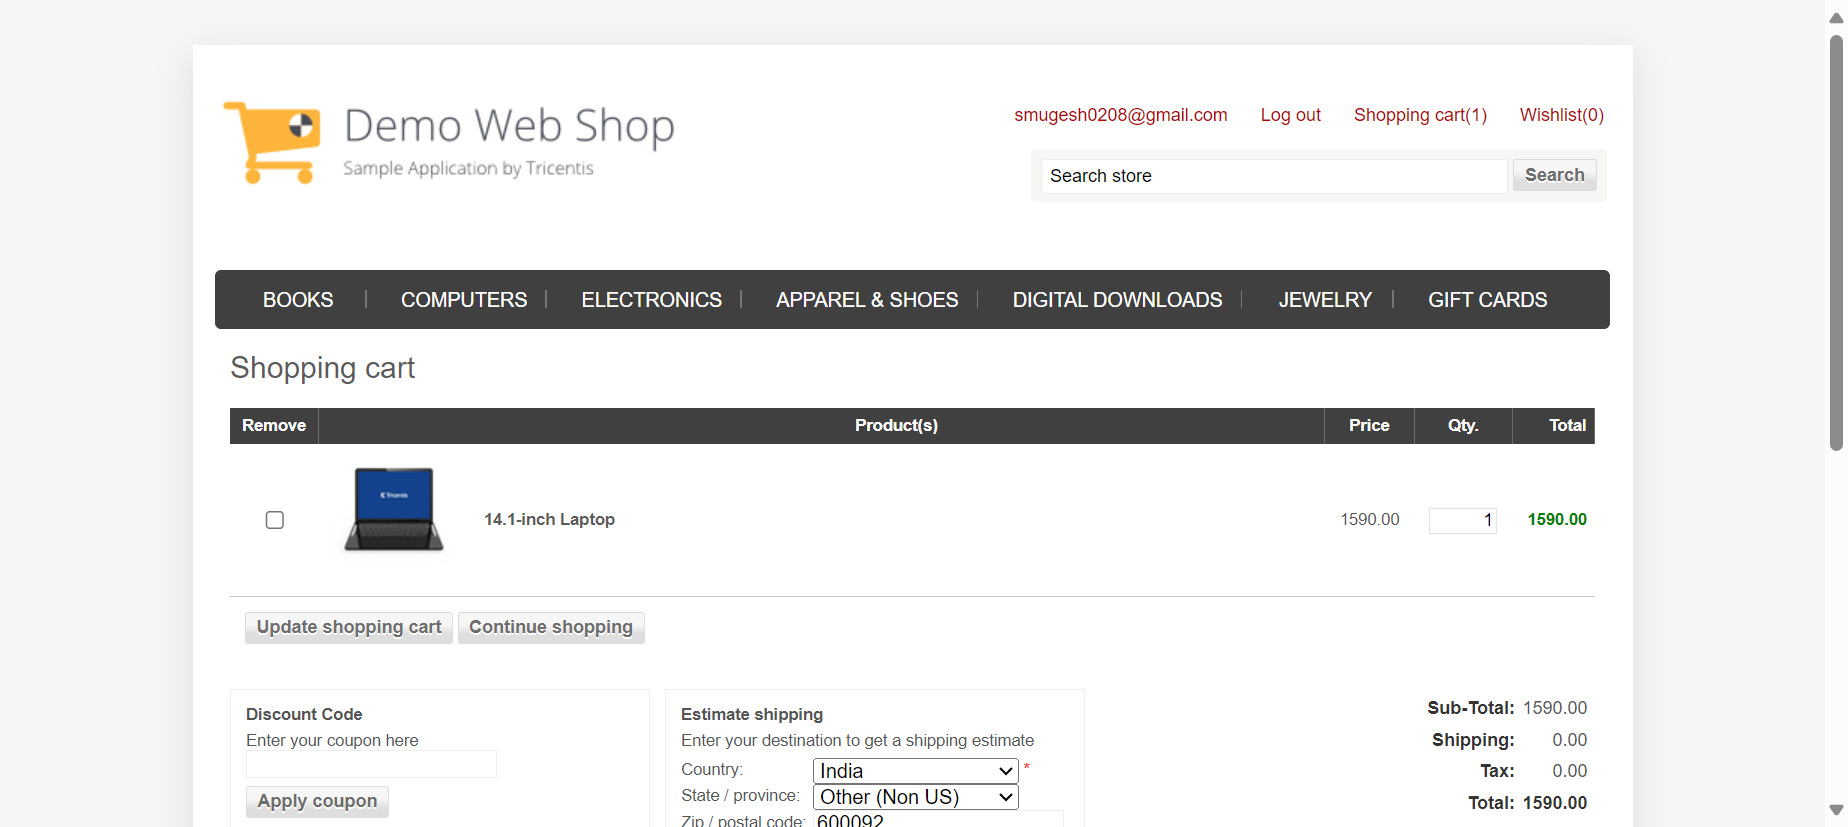 Demo Web Shop
Sample Application by Tricentis
smugesh0208@gmail.com Log out Shopping cart(1) Wishlist(0)
Search store Search
BOOKS COMPUTERS ELECTRONICS APPAREL & SHOES DIGITAL DOWNLOADS JEWELRY GIFT CARDS
Shopping cart
Remove Product(s) Price Qty. Total
Tricentis
14.1-inch Laptop 1590.00 1 1590.00
Update shopping cart Continue shopping
Discount Code
Enter your coupon here
Apply coupon
Estimate shipping
Enter your destination to get a shipping estimate
Country: India *
State / province: Other (Non US)
Zip / postal code: 600092
Sub-Total: 1590.00
Shipping: 0.00
Tax: 0.00
Total: 1590.00